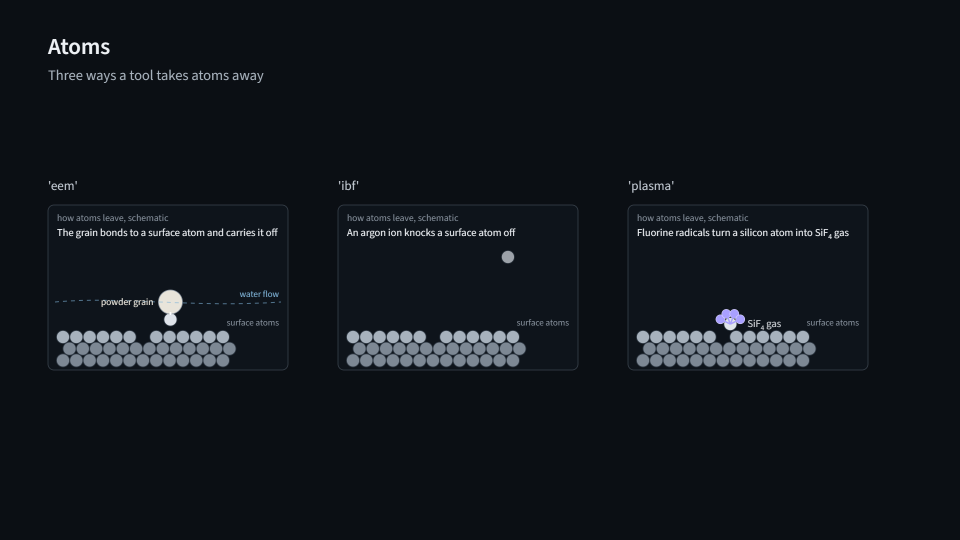 Atoms
Three ways a tool takes atoms away
'eem'
how atoms leave, schematic
The grain bonds to a surface atom and carries it off
water flow
powder grain
surface atoms
'ibf'
how atoms leave, schematic
An argon ion knocks a surface atom off
surface atoms
'plasma'
how atoms leave, schematic
Fluorine radicals turn a silicon atom into SiF₄ gas
SiF₄ gas
surface atoms